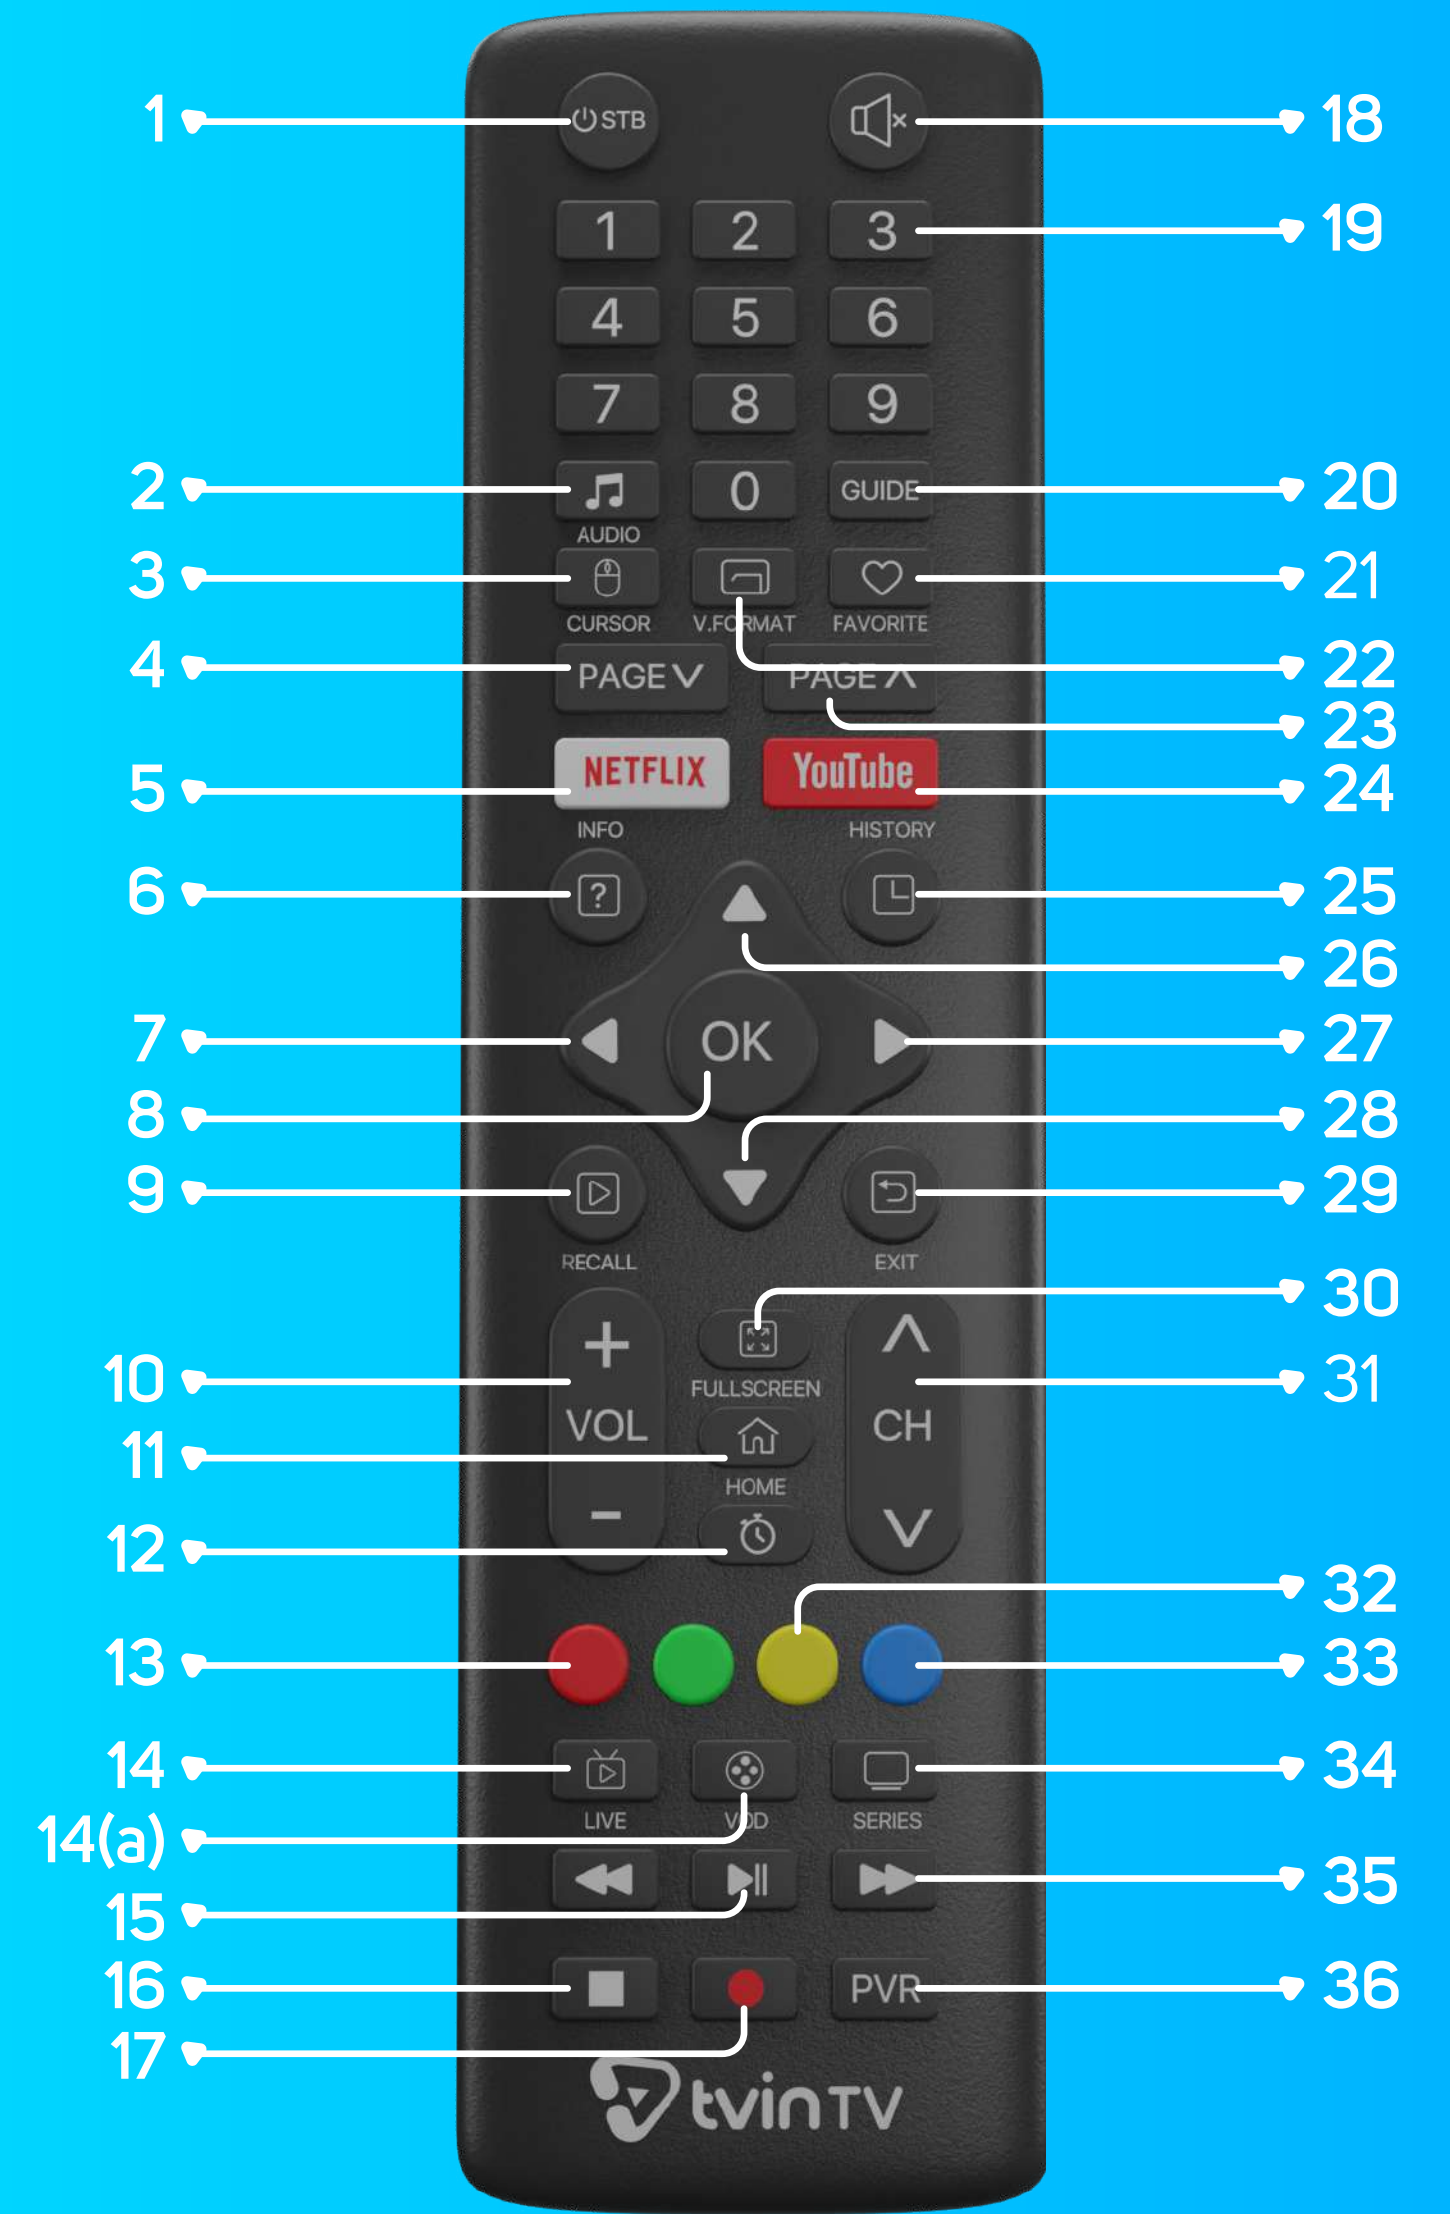 1 STB 18
1 2 3 19
4 5 6
7 8 9
2 0 GUIDE 20
AUDIO
3 21
CURSOR V.FORMAT FAVORITE
4 PAGE PAGE 22
23
5 NETFLIX YouTube 24
INFO HISTORY
6 ? 25
26
7 OK 27
8 28
9 29
RECALL EXIT
30
+
10 FULLSCREEN 31
VOL CH
11
HOME
-
12
32
13 33
14 34
LIVE VOD SERIES
14(a)
35
15
16 PVR 36
17
tvinTV